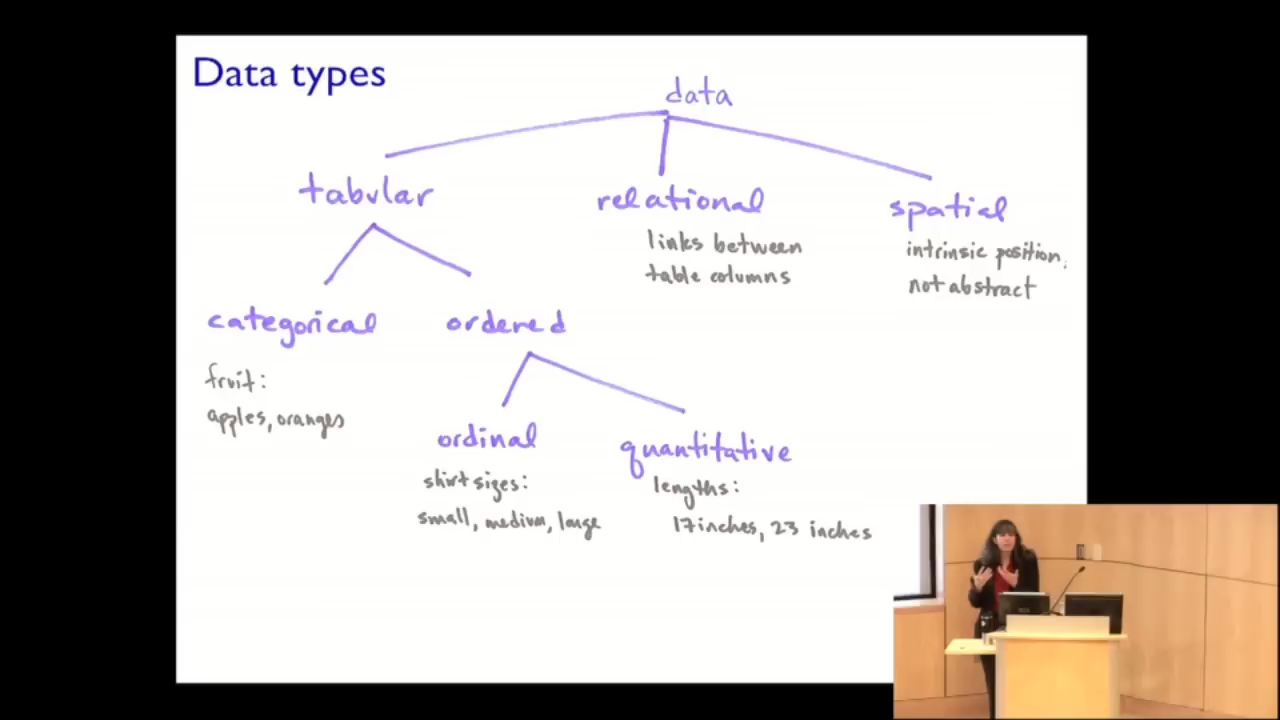 Data types
data
tabular
relational
spatial
links between
table columns
intrinsic position,
not abstract
categorical
ordered
fruit:
apples, oranges
ordinal
quantitative
shirt sizes:
small, medium, large
lengths:
17 inches, 23 inches